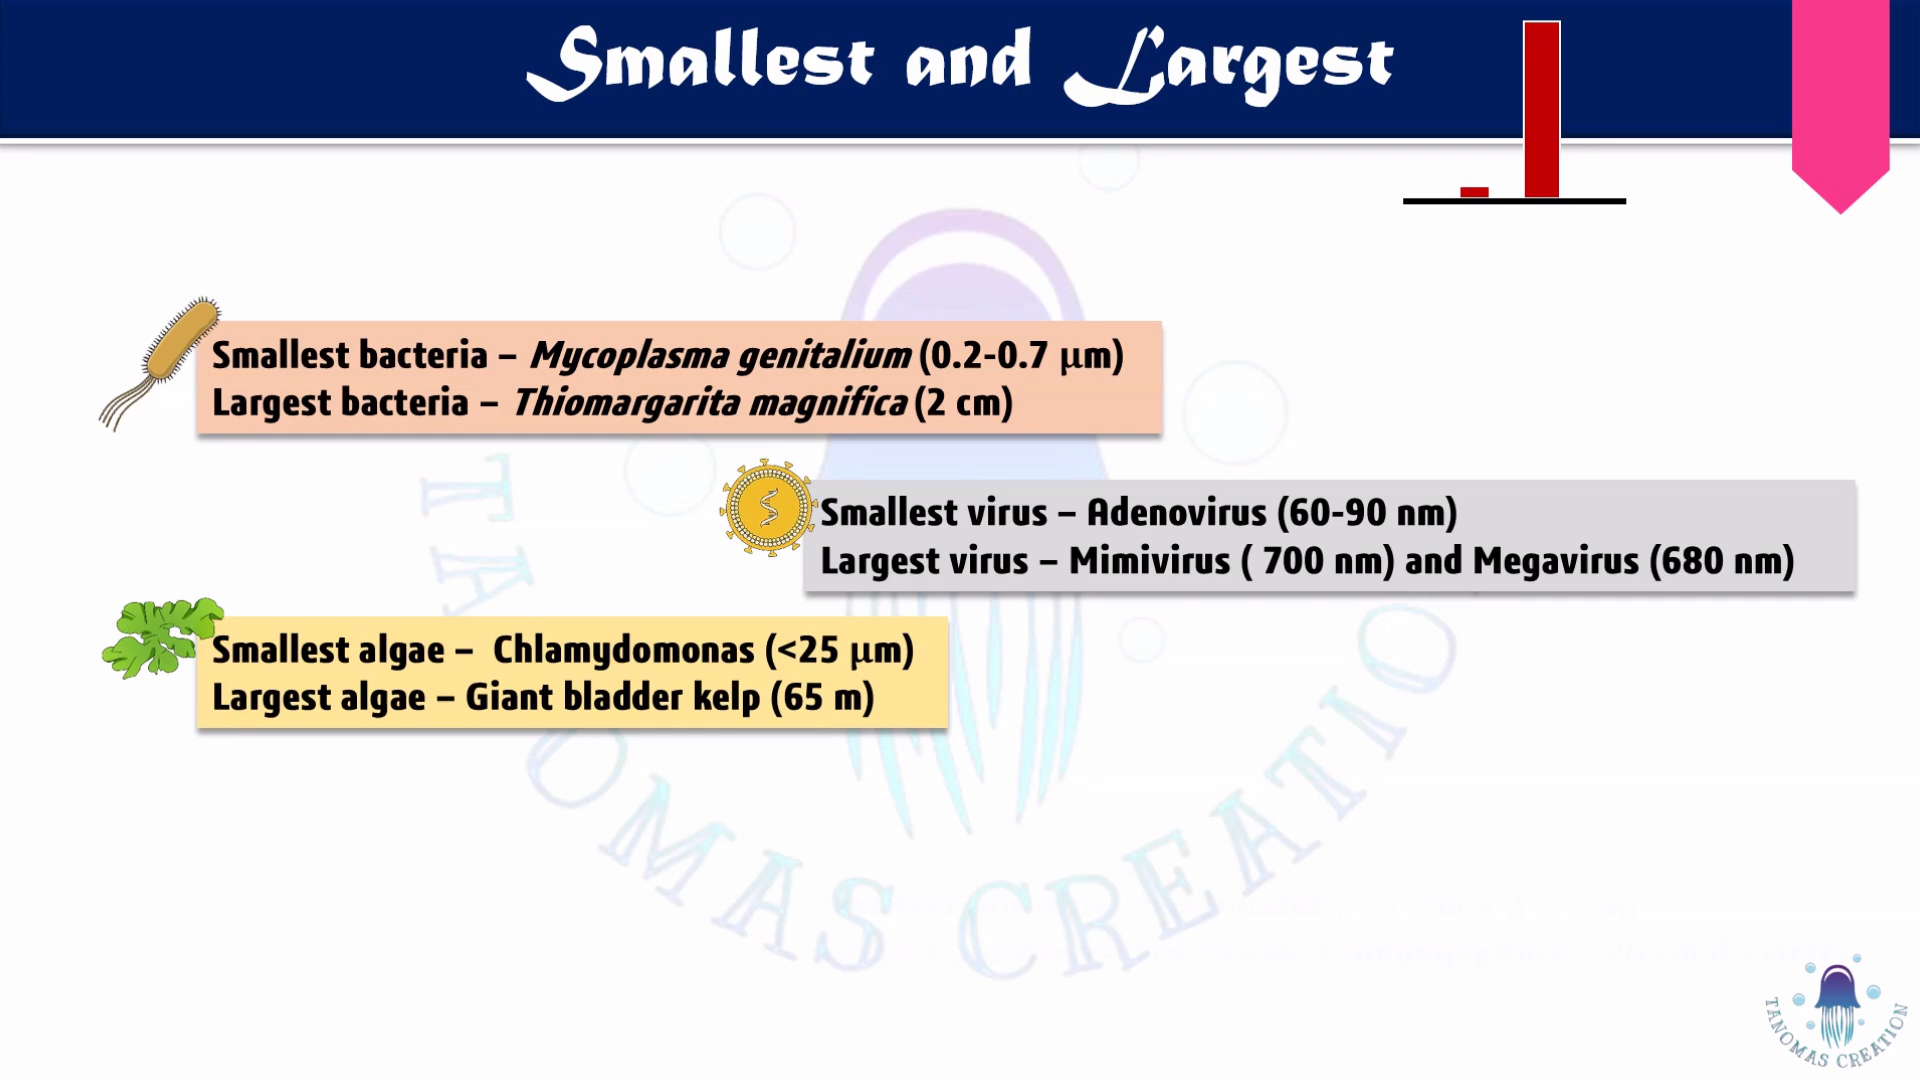 Smallest and Largest
Smallest bacteria – Mycoplasma genitalium (0.2-0.7 µm)
Largest bacteria – Thiomargarita magnifica (2 cm)
Smallest virus – Adenovirus (60-90 nm)
Largest virus – Mimivirus ( 700 nm) and Megavirus (680 nm)
Smallest algae – Chlamydomonas (<25 µm)
Largest algae – Giant bladder kelp (65 m)
TANOMAS CREATIO
TANOMAS CREATION